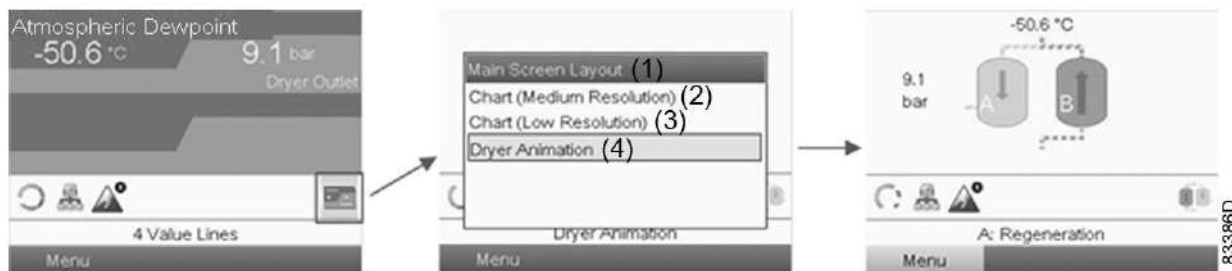 Atmospheric Dewpoint
-50.6 °C
9.1 bar
Dryer Outlet
4 Value Lines
Menu
Main Screen Layout (1)
Chart (Medium Resolution) (2)
Chart (Low Resolution) (3)
Dryer Animation (4)
Dryer Animation
Menu
-50.6 °C
9.1
bar
A
B
A: Regeneration
Menu
83386D